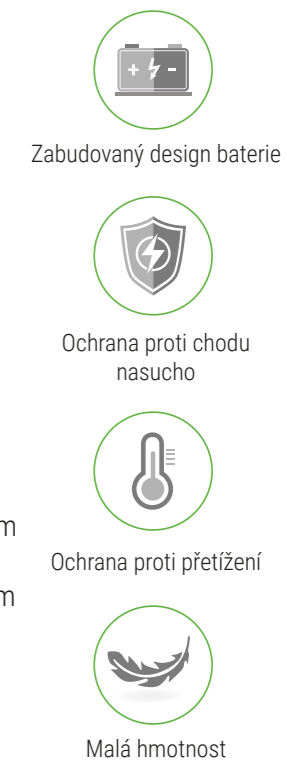 + -
Zabudovaný design baterie
Ochrana proti chodu
nasucho
m
Ochrana proti přetížení
m
Malá hmotnost